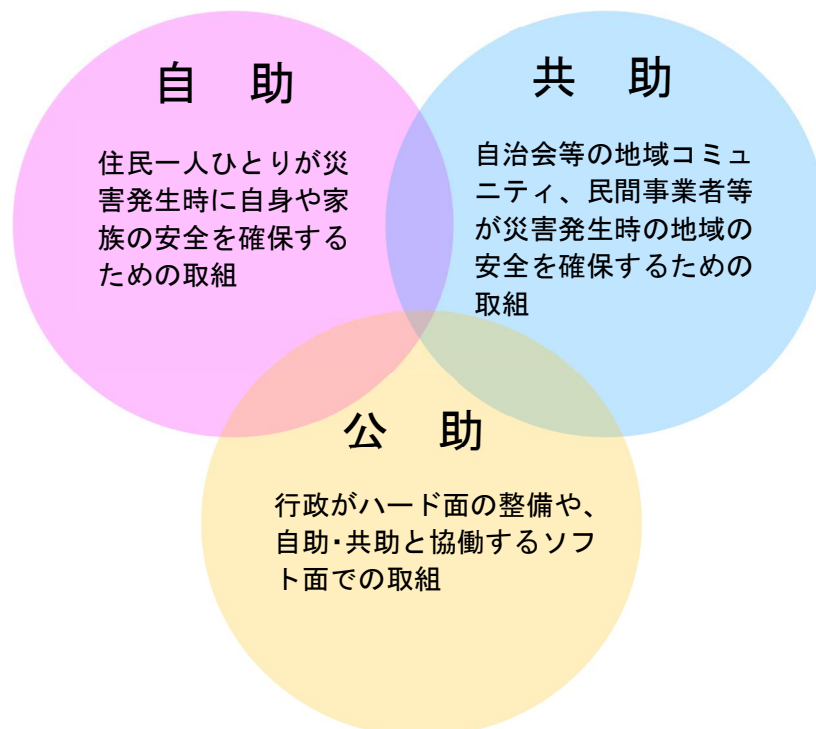 自　助
住民一人ひとりが災
害発生時に自身や家
族の安全を確保する
ための取組
共　助
自治会等の地域コミュ
ニティ、民間事業者等
が災害発生時の地域の
安全を確保するための
取組
公　助
行政がハード面の整備や、
自助・共助と協働するソフ
ト面での取組